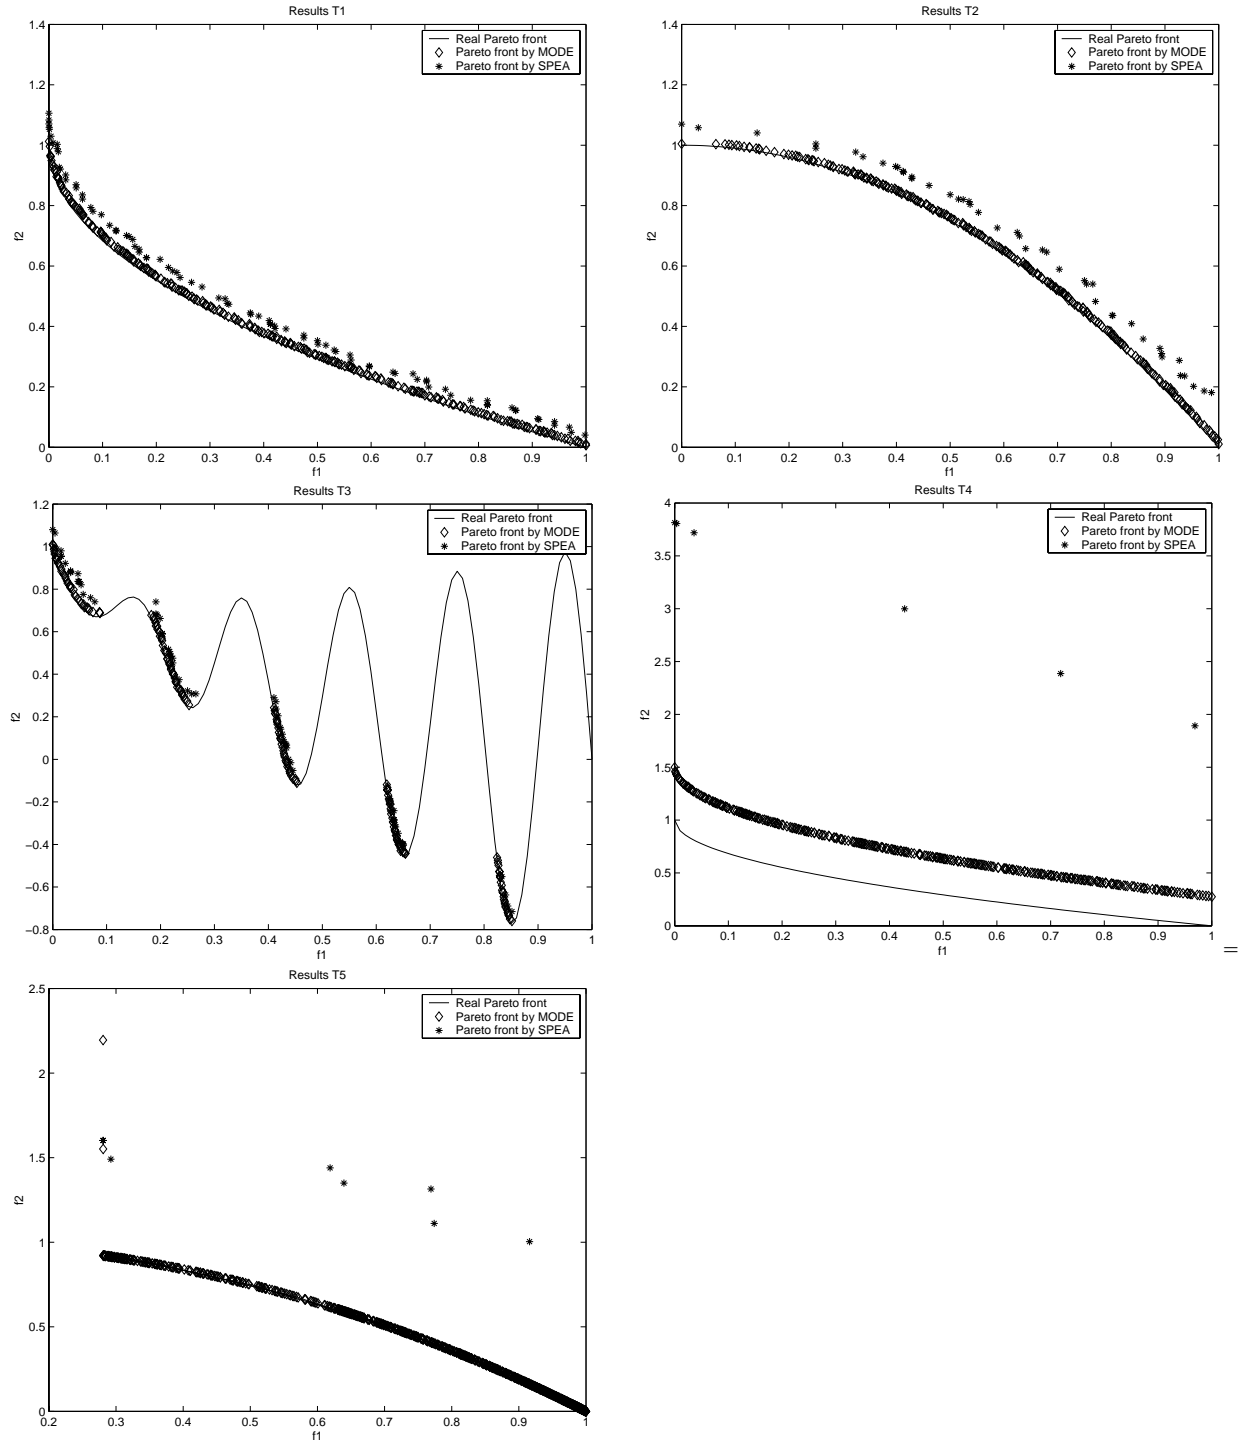 Results T1
1.4
1.2
1
0.8
0.6
0.4
0.2
0
f2
Real Pareto front
Pareto front by MODE
Pareto front by SPEA
0 0.1 0.2 0.3 0.4 0.5 0.6 0.7 0.8 0.9 1
f1
Results T2
1.4
1.2
1
0.8
0.6
0.4
0.2
0
f2
Real Pareto front
Pareto front by MODE
Pareto front by SPEA
0 0.1 0.2 0.3 0.4 0.5 0.6 0.7 0.8 0.9 1
f1
Results T3
1.2
1
0.8
0.6
0.4
0.2
0
−0.2
−0.4
−0.6
−0.8
f2
Real Pareto front
Pareto front by MODE
Pareto front by SPEA
0 0.1 0.2 0.3 0.4 0.5 0.6 0.7 0.8 0.9 1
f1
Results T4
4
3.5
3
2.5
2
1.5
1
0.5
0
f2
Real Pareto front
Pareto front by MODE
Pareto front by SPEA
0 0.1 0.2 0.3 0.4 0.5 0.6 0.7 0.8 0.9 1
f1
=
Results T5
2.5
2
1.5
1
0.5
0
f2
Real Pareto front
Pareto front by MODE
Pareto front by SPEA
0.2 0.3 0.4 0.5 0.6 0.7 0.8 0.9 1
f1